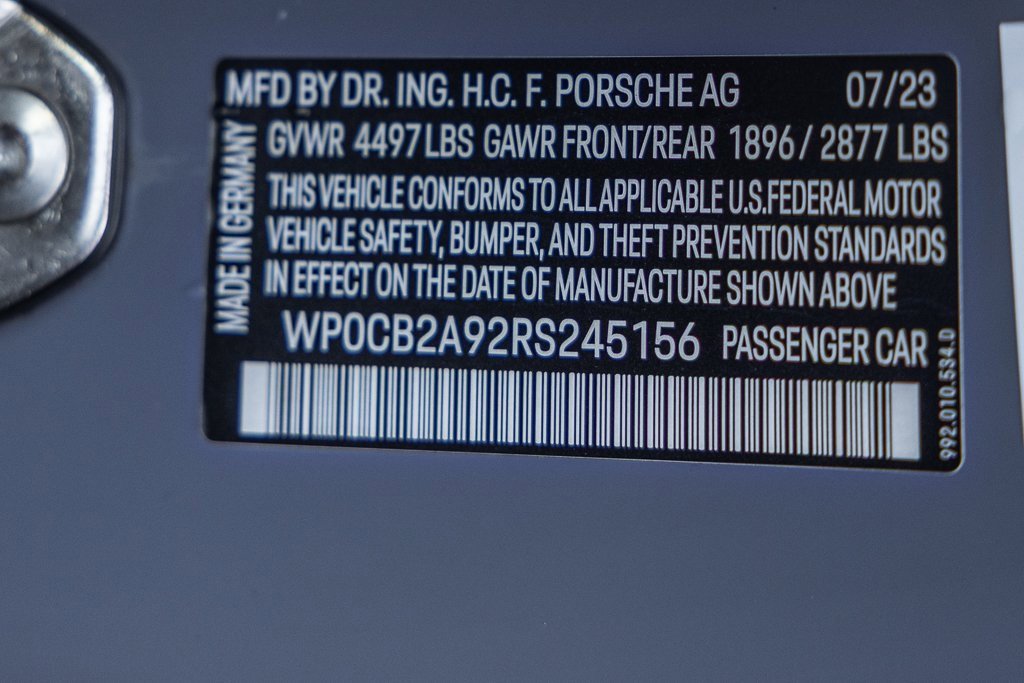 MFD BY DR. ING. H.C. F. PORSCHE AG 07/23
MADE IN GERMANY
GVWR 4497 LBS GAWR FRONT/REAR 1896 / 2877 LBS
THIS VEHICLE CONFORMS TO ALL APPLICABLE U.S.FEDERAL MOTOR
VEHICLE SAFETY, BUMPER, AND THEFT PREVENTION STANDARDS
IN EFFECT ON THE DATE OF MANUFACTURE SHOWN ABOVE
WP0CB2A92RS245156 PASSENGER CAR
992.010.534.0